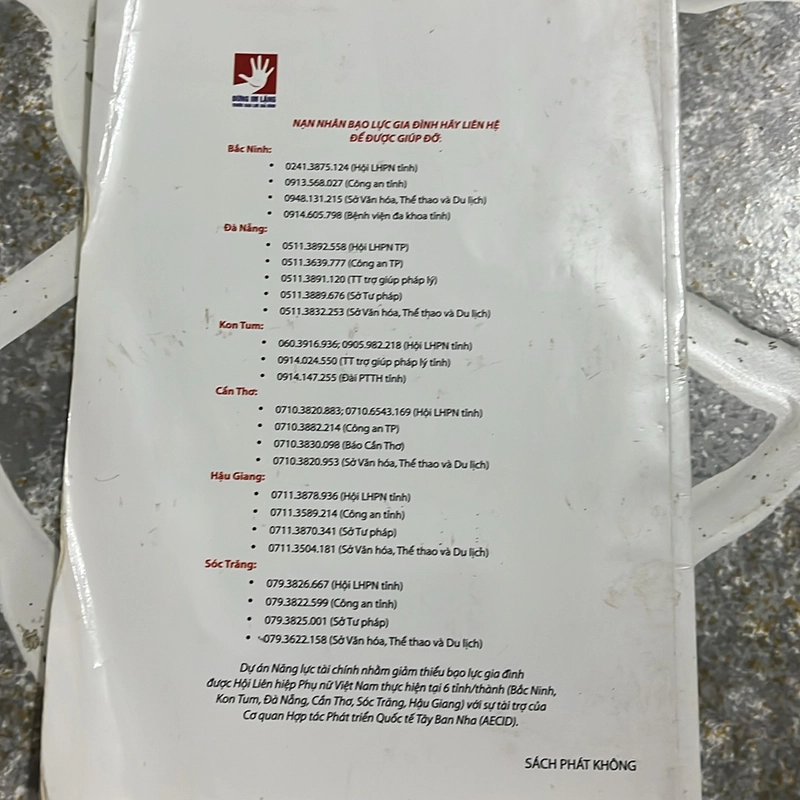 ĐỪNG IM LẶNG
NẠN NHÂN BẠO LỰC GIA ĐÌNH HÃY LIÊN HỆ
ĐỂ ĐƯỢC GIÚP ĐỠ:
Bắc Ninh:
• 0241.3875.124 (Hội LHPN tỉnh)
• 0913.568.027 (Công an tỉnh)
• 0948.131.215 (Sở Văn hóa, Thể thao và Du lịch)
• 0914.605.798 (Bệnh viện đa khoa tỉnh)
Đà Nẵng:
• 0511.3892.558 (Hội LHPN TP)
• 0511.3639.777 (Công an TP)
• 0511.3891.120 (TT trợ giúp pháp lý)
• 0511.3889.676 (Sở Tư pháp)
• 0511.3832.253 (Sở Văn hóa, Thể thao và Du lịch)
Kon Tum:
• 060.3916.936; 0905.982.218 (Hội LHPN tỉnh)
• 0914.024.550 (TT trợ giúp pháp lý tỉnh)
• 0914.147.255 (Đài PTTH tỉnh)
Cần Thơ:
• 0710.3820.883; 0710.6543.169 (Hội LHPN tỉnh)
• 0710.3882.214 (Công an TP)
• 0710.3830.098 (Báo Cần Thơ)
• 0710.3820.953 (Sở Văn hóa, Thể thao và Du lịch)
Hậu Giang:
• 0711.3878.936 (Hội LHPN tỉnh)
• 0711.3589.214 (Công an tỉnh)
• 0711.3870.341 (Sở Tư pháp)
• 0711.3504.181 (Sở Văn hóa, Thể thao và Du lịch)
Sóc Trăng:
• 079.3826.667 (Hội LHPN tỉnh)
• 079.3822.599 (Công an tỉnh)
• 079.3825.001 (Sở Tư pháp)
• 079.3622.158 (Sở Văn hóa, Thể thao và Du lịch)
Dự án Năng lực tài chính nhằm giảm thiểu bạo lực gia đình
được Hội Liên hiệp Phụ nữ Việt Nam thực hiện tại 6 tỉnh/thành (Bắc Ninh,
Kon Tum, Đà Nẵng, Cần Thơ, Sóc Trăng, Hậu Giang) với sự tài trợ của
Cơ quan Hợp tác Phát triển Quốc tế Tây Ban Nha (AECID).
SÁCH PHÁT KHÔNG